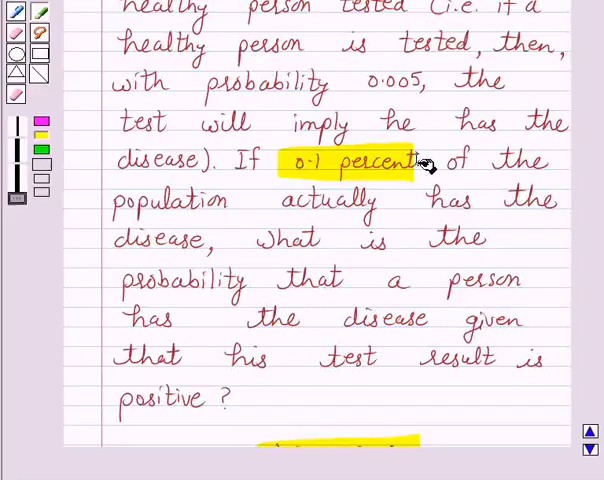 healthy person tested (i.e. if a
healthy person is tested, then,
with probability 0.005, the
test will imply he has the
disease). If 0.1 percent of the
population actually has the
disease, what is the
probability that a person
has the disease given
that his test result is
positive ?